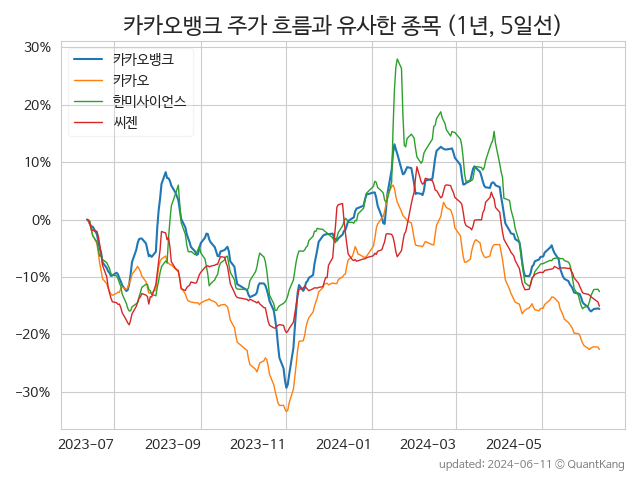 카카오뱅크 주가 흐름과 유사한 종목 (1년, 5일선)
30%
20%
10%
0%
−10%
−20%
−30%
카카오뱅크
카카오
한미사이언스
씨젠
2023-07
2023-09
2023-11
2024-01
2024-03
2024-05
updated: 2024-06-11 © QuantKang